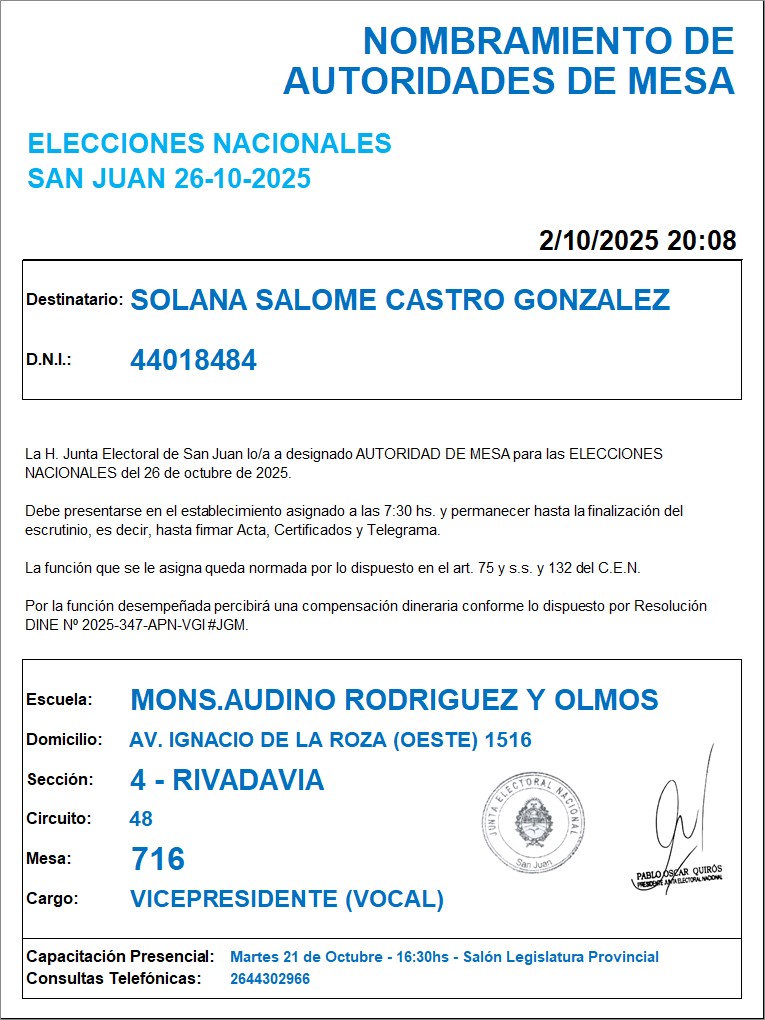 NOMBRAMIENTO DE
AUTORIDADES DE MESA
ELECCIONES NACIONALES
SAN JUAN 26-10-2025
2/10/2025 20:08
Destinatario: SOLANA SALOME CASTRO GONZALEZ
D.N.I.: 44018484
La H. Junta Electoral de San Juan lo/a a designado AUTORIDAD DE MESA para las ELECCIONES
NACIONALES del 26 de octubre de 2025.
Debe presentarse en el establecimiento asignado a las 7:30 hs. y permanecer hasta la finalización del
escrutinio, es decir, hasta firmar Acta, Certificados y Telegrama.
La función que se le asigna queda normada por lo dispuesto en el art. 75 y s.s. y 132 del C.E.N.
Por la función desempeñada percibirá una compensación dineraria conforme lo dispuesto por Resolución
DINE Nº 2025-347-APN-VGI#JGM.
Escuela: MONS.AUDINO RODRIGUEZ Y OLMOS
Domicilio: AV. IGNACIO DE LA ROZA (OESTE) 1516
Sección: 4 - RIVADAVIA
Circuito: 48
Mesa: 716
Cargo: VICEPRESIDENTE (VOCAL)
JUNTA ELECTORAL NACIONAL
San Juan
PABLO OSCAR QUIRÓS
PRESIDENTE JUNTA ELECTORAL NACIONAL
Capacitación Presencial: Martes 21 de Octubre - 16:30hs - Salón Legislatura Provincial
Consultas Telefónicas: 2644302966